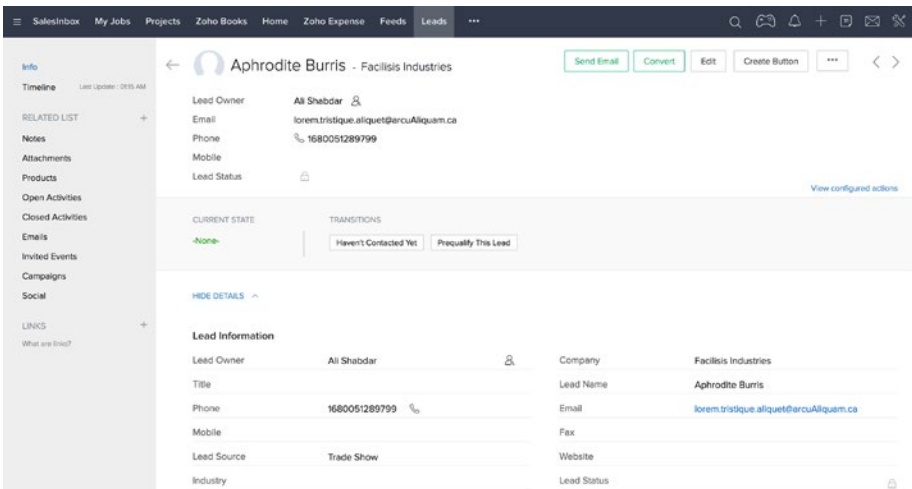 SalesInbox My Jobs Projects Zoho Books Home Zoho Expense Feeds Leads •••
Info
Timeline Last Update : 01:15 AM
RELATED LIST +
Notes
Attachments
Products
Open Activities
Closed Activities
Emails
Invited Events
Campaigns
Social
LINKS +
What are links?
Aphrodite Burris - Facilisis Industries
Send Email Convert Edit Create Button •••
Lead Owner Ali Shabdar
Email lorem.tristique.aliquet@arcuAliquam.ca
Phone 1680051289799
Mobile
Lead Status
View configured actions
CURRENT STATE TRANSITIONS
-None- Haven't Contacted Yet Prequalify This Lead
HIDE DETAILS
Lead Information
Lead Owner Ali Shabdar Company Facilisis Industries
Title Lead Name Aphrodite Burris
Phone 1680051289799 Email lorem.tristique.aliquet@arcuAliquam.ca
Mobile Fax
Lead Source Trade Show Website
Industry Lead Status